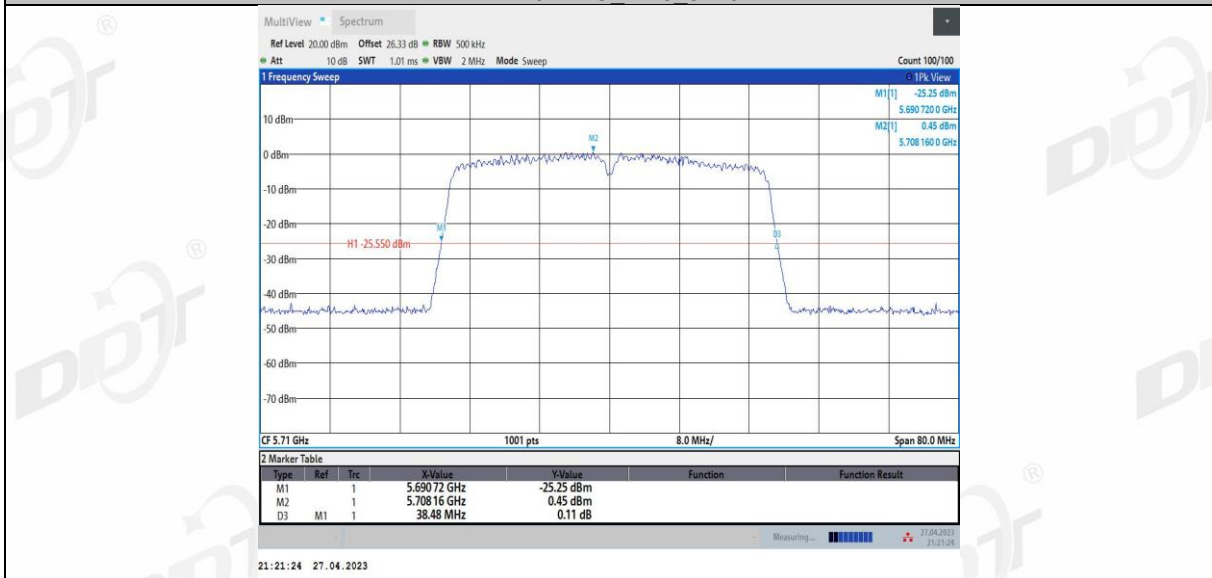 MultiView Spectrum
Ref Level 20.00 dBm Offset 26.33 dB RBW 500 kHz
Att 10 dB SWT 1.01 ms VBW 2 MHz Mode Sweep Count 100/100
1 Frequency Sweep 1Pk View
M1[1] -25.25 dBm
5.690 720 0 GHz
10 dBm
M2[1] 0.45 dBm
5.708 160 0 GHz
M2
0 dBm
-10 dBm
-20 dBm
M1
D3
H1 -25.550 dBm
-30 dBm
-40 dBm
-50 dBm
-60 dBm
-70 dBm
CF 5.71 GHz 1001 pts 8.0 MHz/ Span 80.0 MHz
2 Marker Table
Type Ref Trc X-Value Y-Value Function Function Result
M1 1 5.690 72 GHz -25.25 dBm
M2 1 5.708 16 GHz 0.45 dBm
D3 M1 1 38.48 MHz 0.11 dB
Measuring... 27.04.2023
21:21:24
21:21:24 27.04.2023
DDT
DDT
DDT